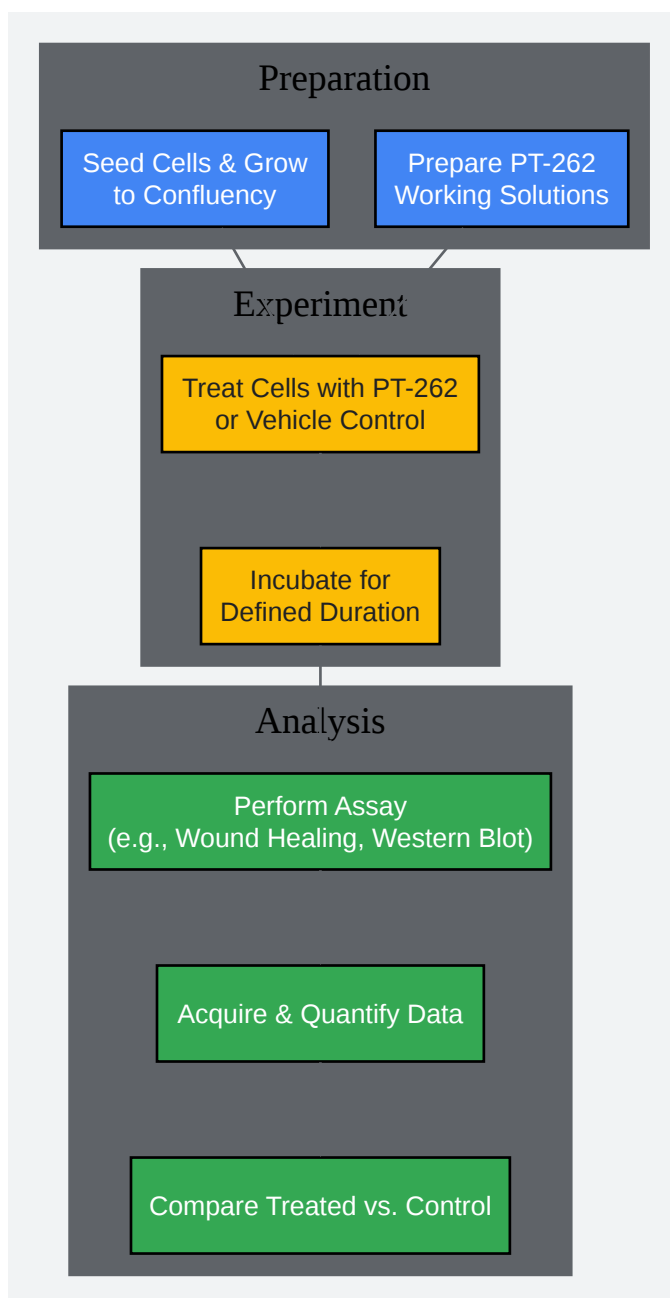 Preparation
Seed Cells & Grow
to Confluency
Prepare PT-262
Working Solutions
Experiment
Treat Cells with PT-262
or Vehicle Control
Incubate for
Defined Duration
Analysis
Perform Assay
(e.g., Wound Healing, Western Blot)
Acquire & Quantify Data
Compare Treated vs. Control